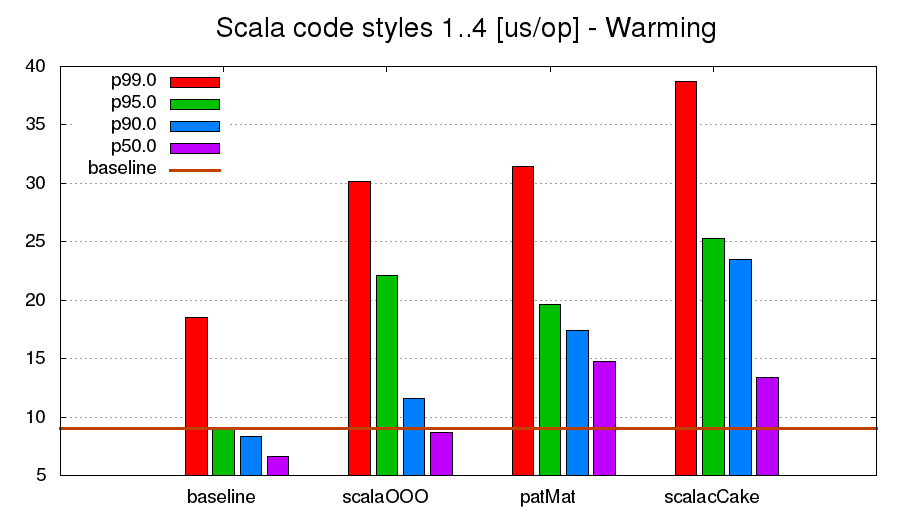 Scala code styles 1..4 [us/op] - Warming
40
35
30
25
20
15
10
5
p99.0
p95.0
p90.0
p50.0
baseline
baseline scalaOOO patMat scalacCake